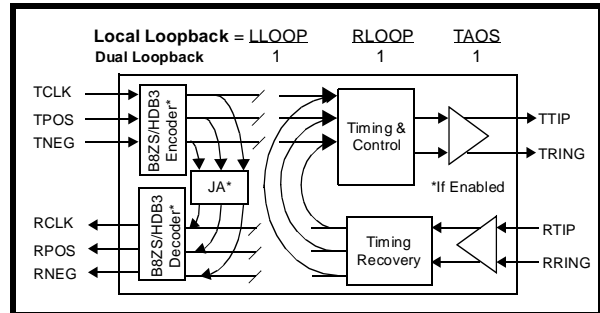 Local Loopback = LLOOP RLOOP TAOS
Dual Loopback 1 1 1
TCLK
TPOS
TNEG
B8ZS/HDB3
Encoder*
Timing &
Control
TTIP
TRING
JA*
*If Enabled
RCLK
RPOS
RNEG
B8ZS/HDB3
Decoder*
Timing
Recovery
RTIP
RRING